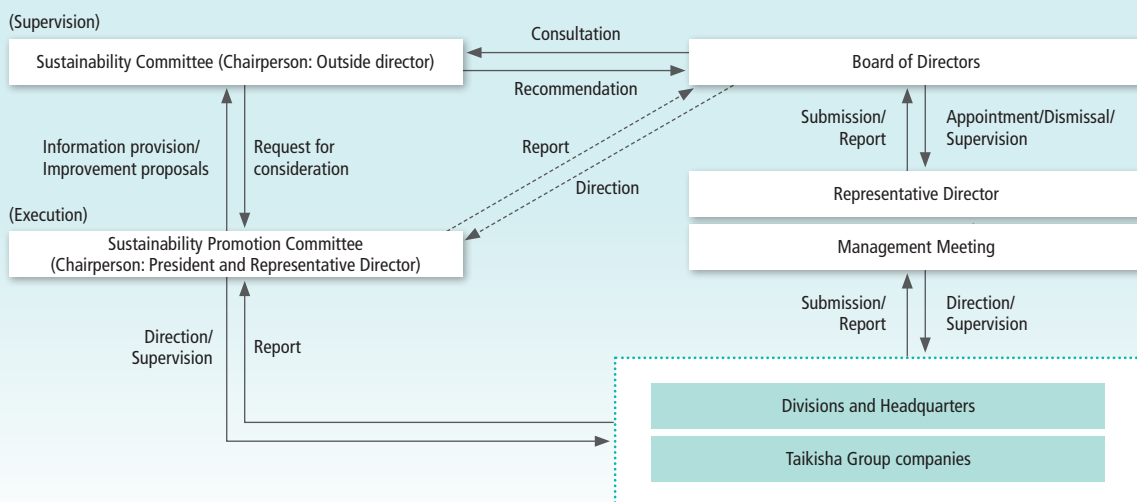 (Supervision)
Sustainability Committee (Chairperson: Outside director)
Consultation
Recommendation
Board of Directors
Information provision/
Improvement proposals
Request for
consideration
Report
Direction
Submission/
Report
Appointment/Dismissal/
Supervision
Representative Director
(Execution)
Sustainability Promotion Committee
(Chairperson: President and Representative Director)
Management Meeting
Direction/
Supervision
Report
Submission/
Report
Direction/
Supervision
Divisions and Headquarters
Taikisha Group companies